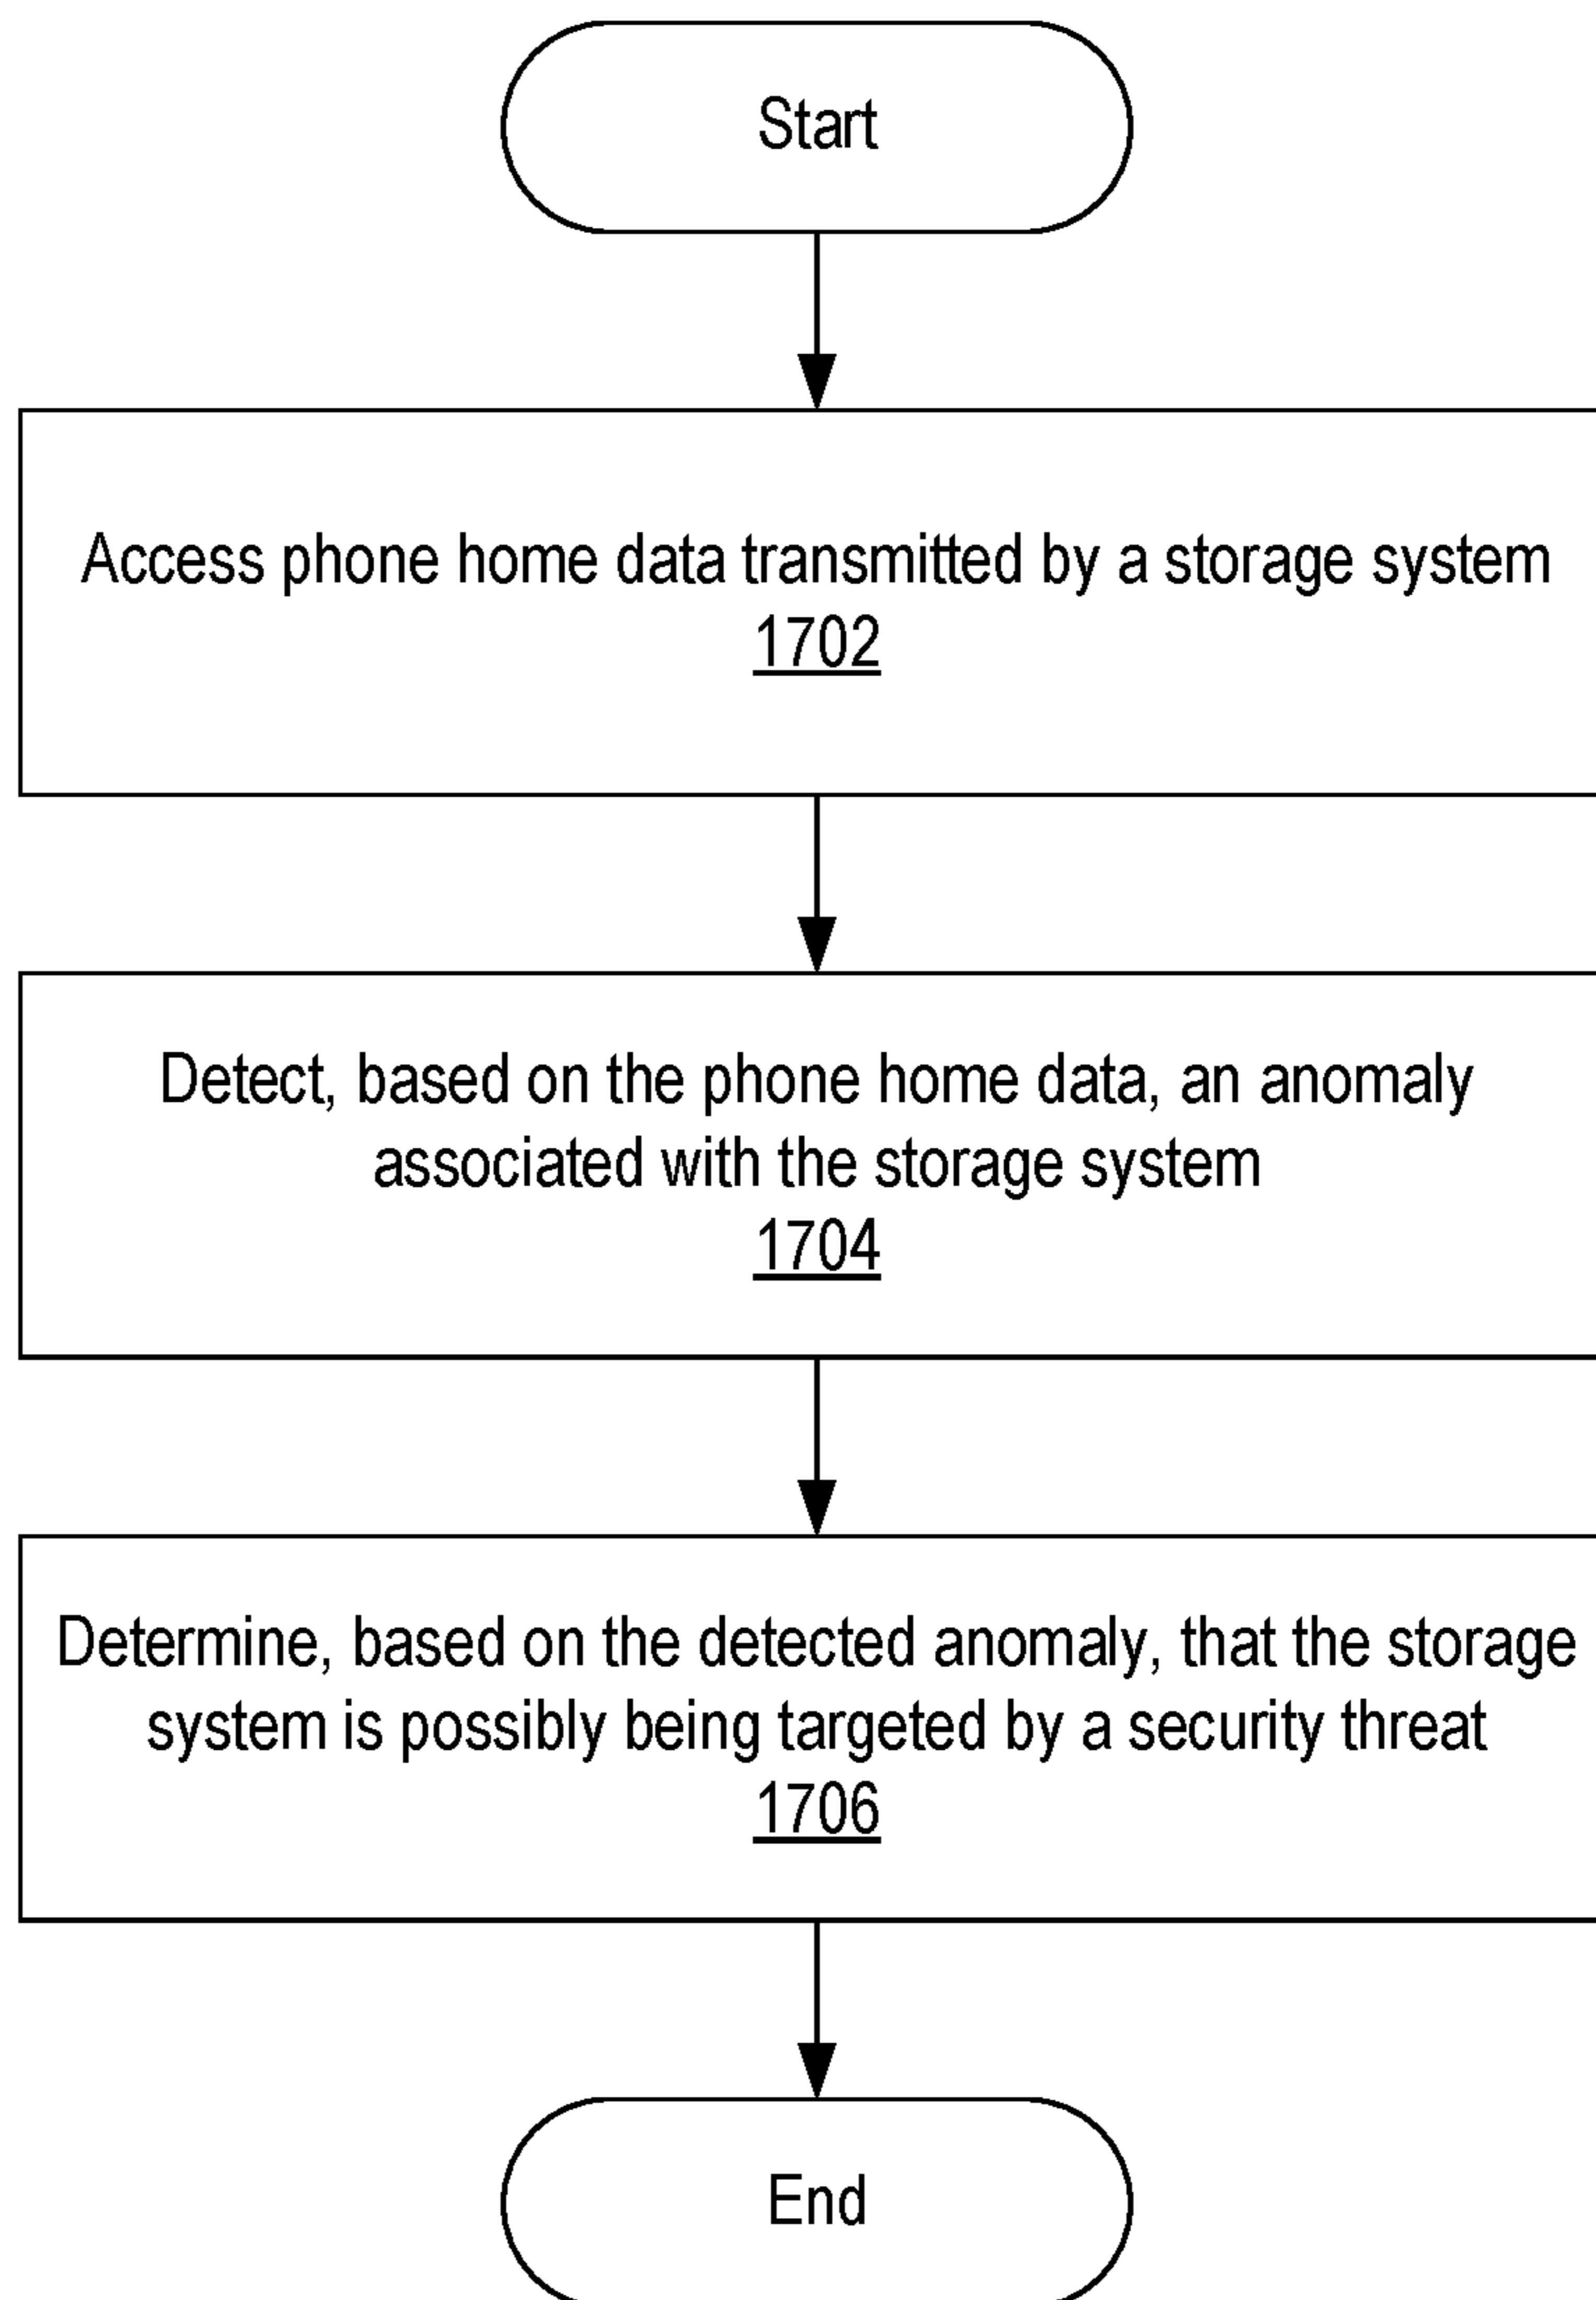 Start
Access phone home data transmitted by a storage system
1702
Detect, based on the phone home data, an anomaly
associated with the storage system
1704
Determine, based on the detected anomaly, that the storage
system is possibly being targeted by a security threat
1706
End